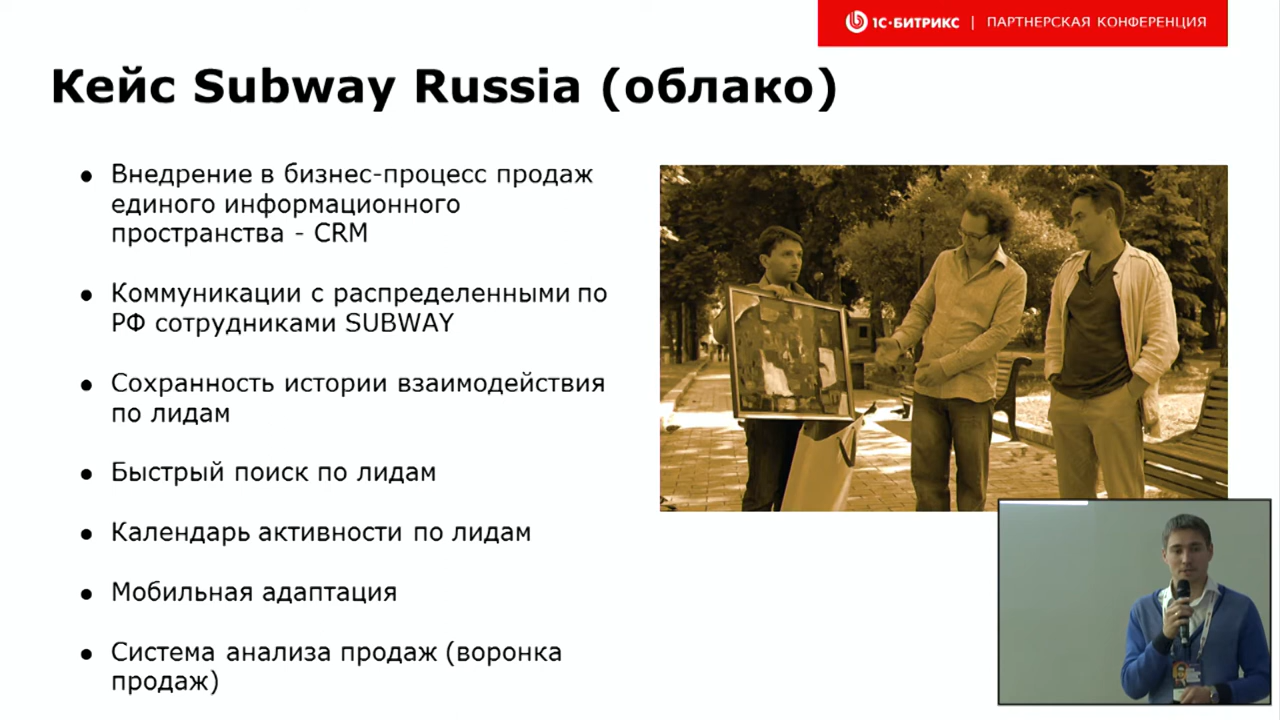 1С-БИТРИКС | ПАРТНЕРСКАЯ КОНФЕРЕНЦИЯ
Кейс Subway Russia (облако)
● Внедрение в бизнес-процесс продаж
единого информационного
пространства - CRM
● Коммуникации с распределенными по
РФ сотрудниками SUBWAY
● Сохранность истории взаимодействия
по лидам
● Быстрый поиск по лидам
● Календарь активности по лидам
● Мобильная адаптация
● Система анализа продаж (воронка
продаж)